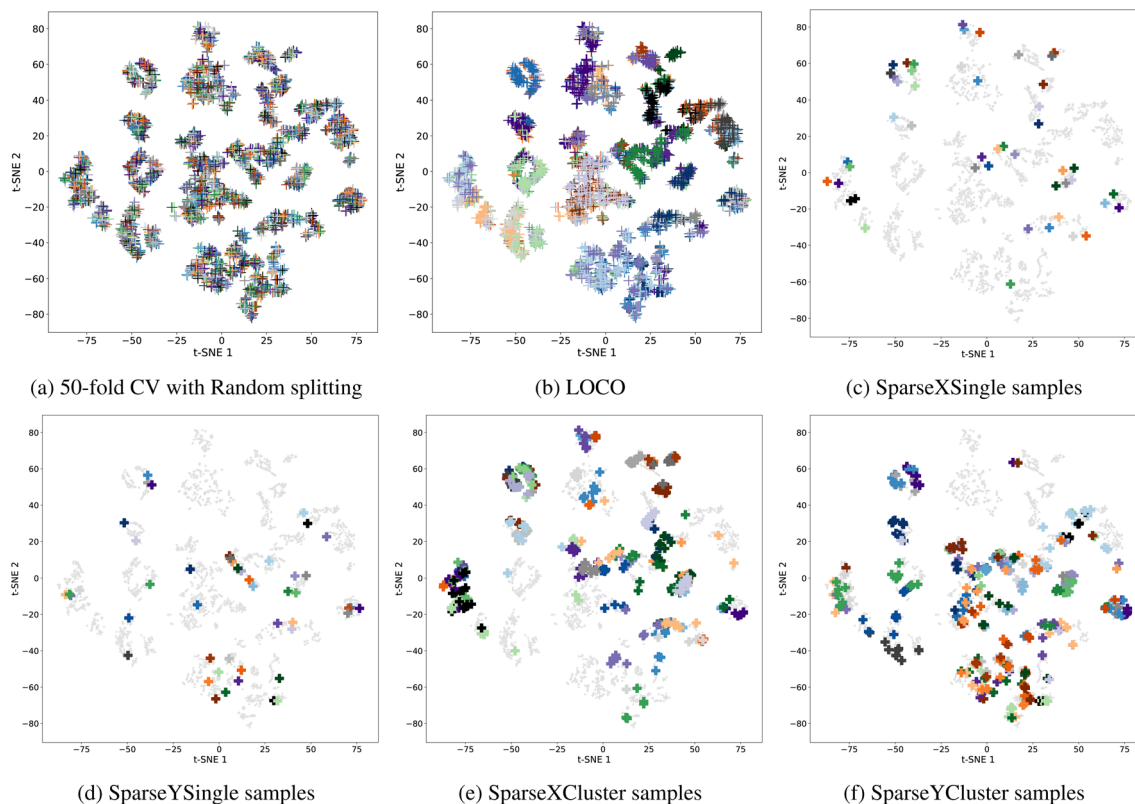 80
60
40
20
0
−20
−40
−60
−80
t-SNE 2
−75 −50 −25 0 25 50 75
t-SNE 1
(a) 50-fold CV with Random splitting
80
60
40
20
0
−20
−40
−60
−80
t-SNE 2
−75 −50 −25 0 25 50 75
t-SNE 1
(b) LOCO
80
60
40
20
0
−20
−40
−60
−80
t-SNE 2
−75 −50 −25 0 25 50 75
t-SNE 1
(c) SparseXSingle samples
80
60
40
20
0
−20
−40
−60
−80
t-SNE 2
−75 −50 −25 0 25 50 75
t-SNE 1
(d) SparseYSingle samples
80
60
40
20
0
−20
−40
−60
−80
t-SNE 2
−75 −50 −25 0 25 50 75
t-SNE 1
(e) SparseXCluster samples
80
60
40
20
0
−20
−40
−60
−80
t-SNE 2
−75 −50 −25 0 25 50 75
t-SNE 1
(f) SparseYCluster samples